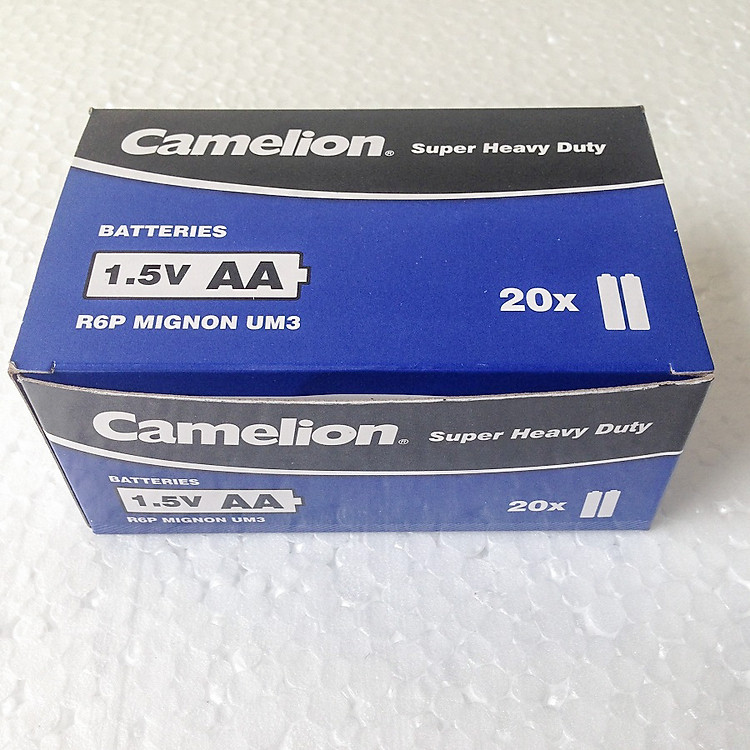 Camelion® Super Heavy Duty
BATTERIES
1.5V AA
20x
R6P MIGNON UM3
Camelion® Super Heavy Duty
BATTERIES
1.5V AA
20x
R6P MIGNON UM3